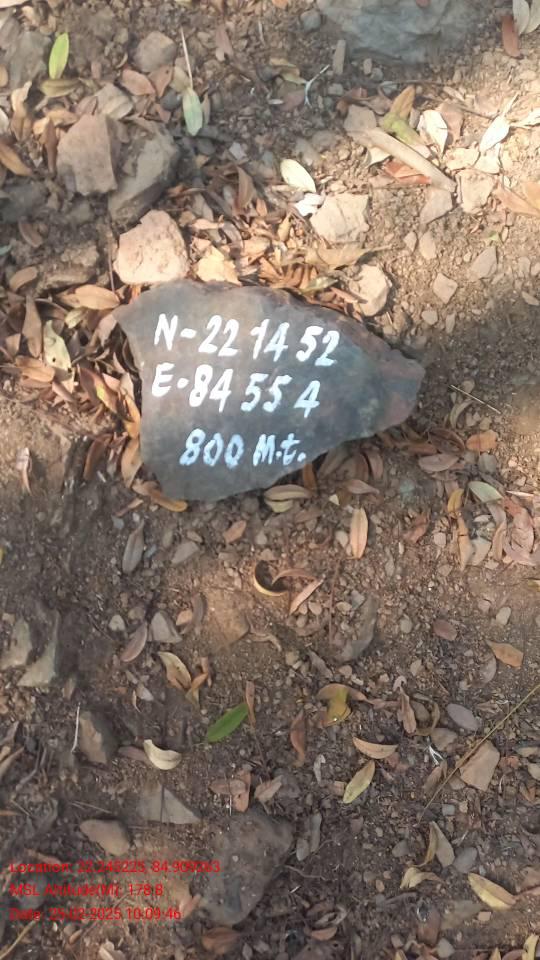 N-22 14 52
E-84 55 4
800 M.t.
Location: 22.248225, 84.909063
MSL Altitude(M): 178.8
Date: 25-02-2025 10:09:46